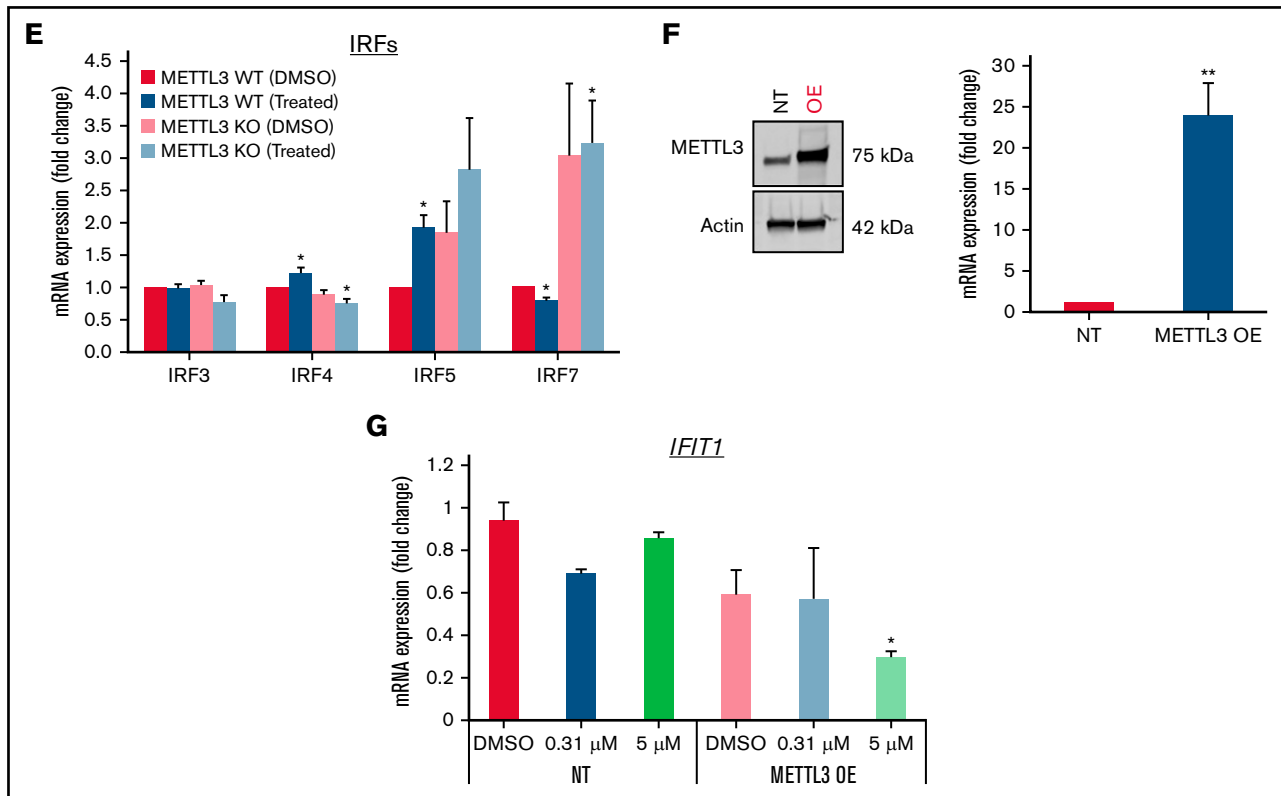 E
IRFs
mRNA expression (fold change)
4.5
4.0
3.5
3.0
2.5
2.0
1.5
1.0
0.5
0.0
METTL3 WT (DMSO)
METTL3 WT (Treated)
METTL3 KO (DMSO)
METTL3 KO (Treated)
* * * * *
IRF3 IRF4 IRF5 IRF7
F
NT OE
METTL3 75 kDa
Actin 42 kDa
mRNA expression (fold change)
30
25
20
15
10
5
0
**
NT METTL3 OE
G
IFIT1
mRNA expression (fold change)
1.2
1
0.8
0.6
0.4
0.2
0
*
DMSO 0.31 μM 5 μM DMSO 0.31 μM 5 μM
NT METTL3 OE